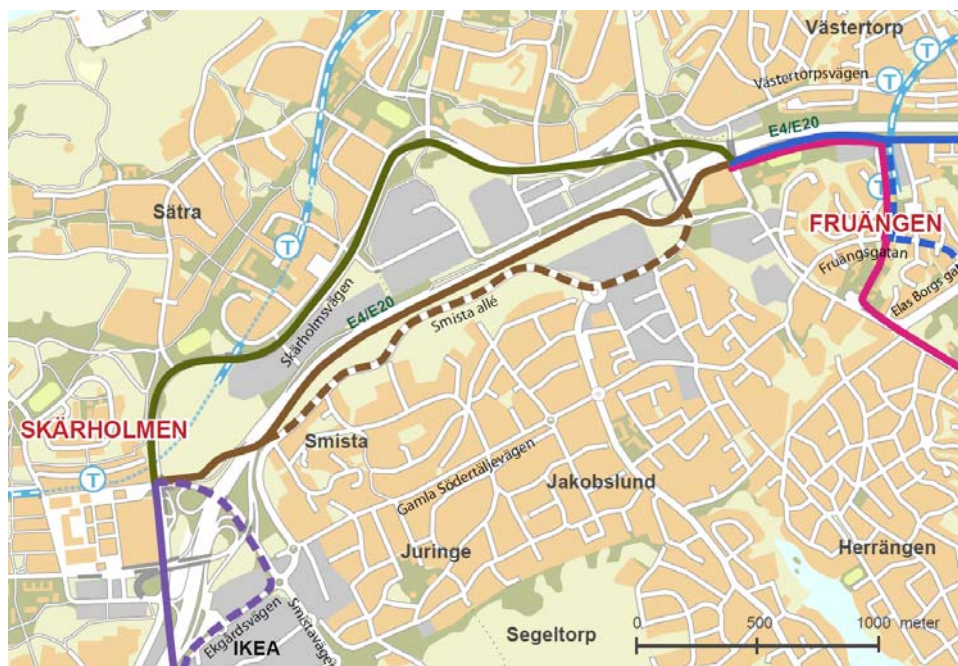 Västertorp
T
Västertorpsvägen
T
T
E4/E20
Sätra
T
T
FRUÄNGEN
Fruängsgatan
Elas Borgs gat
Skärholmsvägen
E4/E20
Smista allé
SKÄRHOLMEN
Smista
T
Gamla Södertäljevägen
Jakobslund
Juringe
Herrängen
Ekgårdsvägen
Smistavägen
IKEA
Segeltorp
0 500 1000 meter